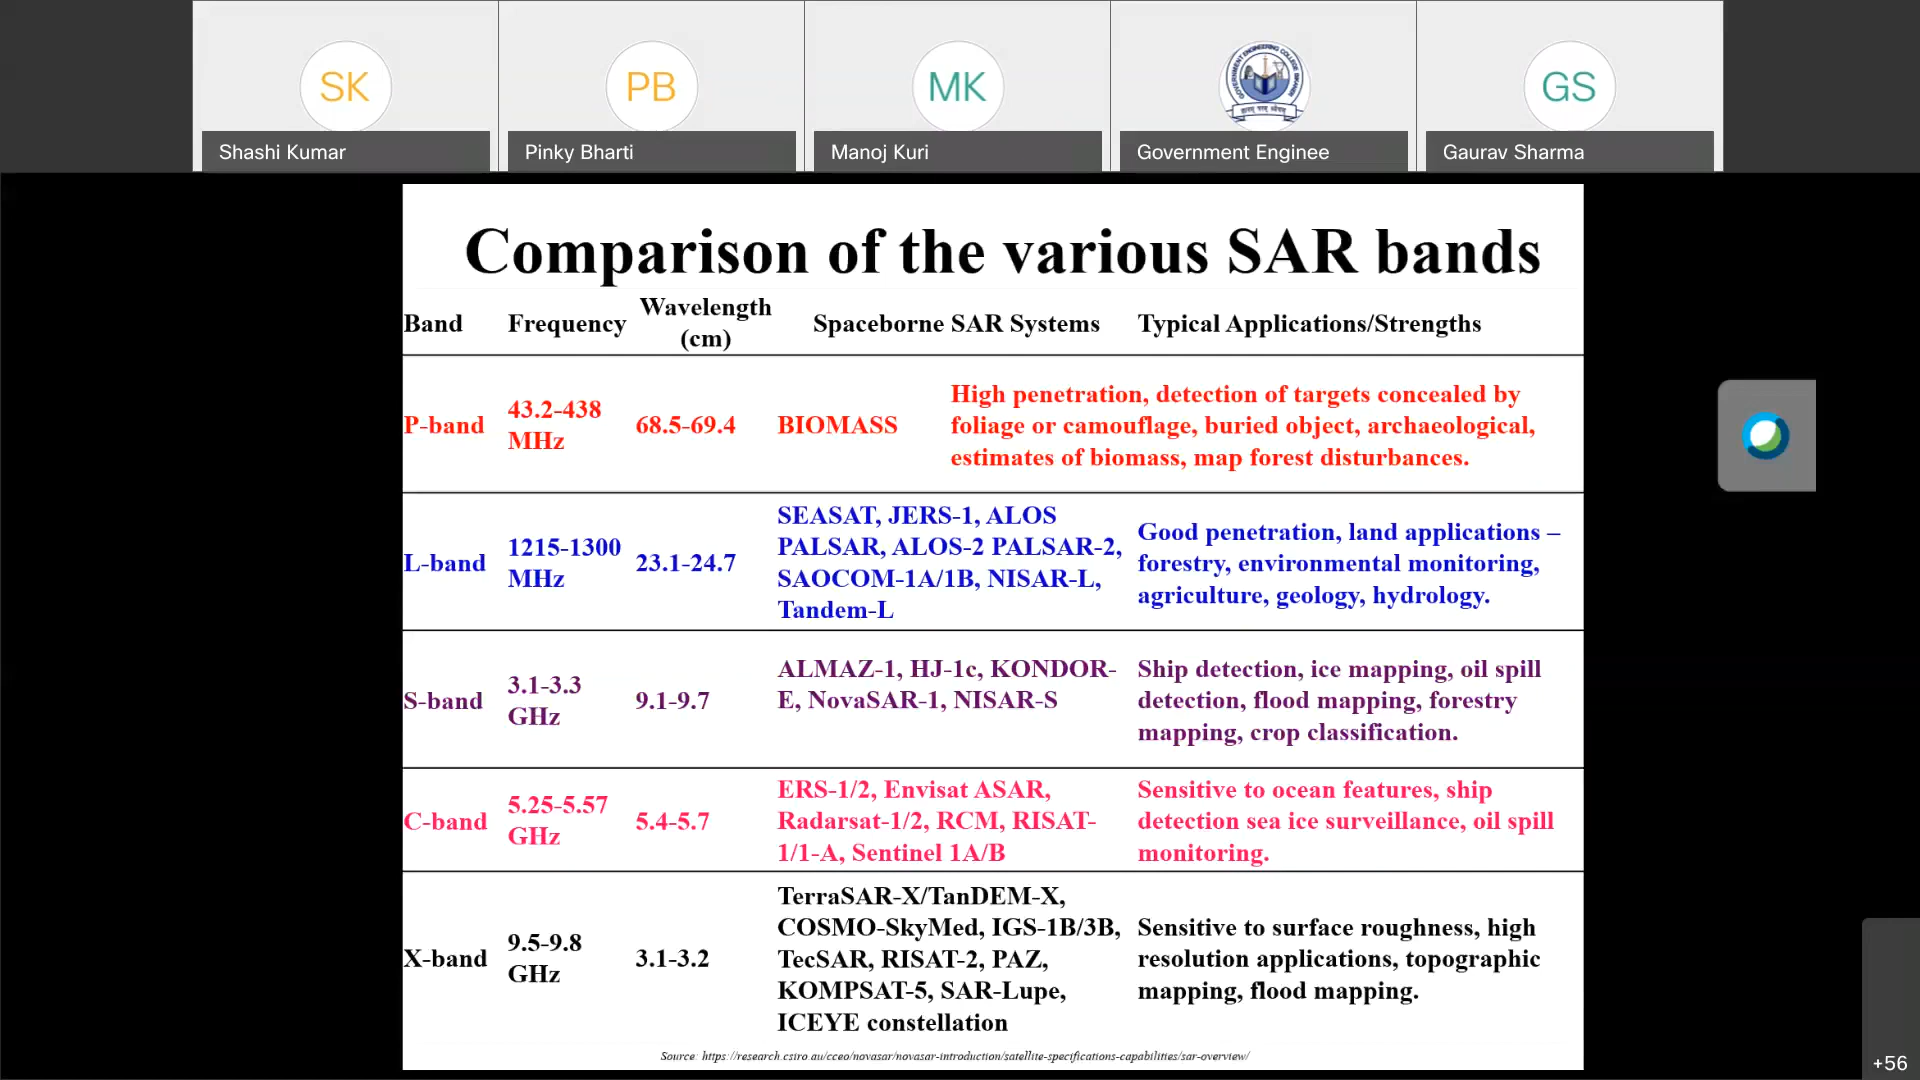 SK
PB
MK
GS
Shashi Kumar
Pinky Bharti
Manoj Kuri
Government Enginee
Gaurav Sharma
Comparison of the various SAR bands
Band
Frequency
Wavelength
(cm)
Spaceborne SAR Systems
Typical Applications/Strengths
P-band
43.2-438
MHz
68.5-69.4
BIOMASS
High penetration, detection of targets concealed by
foliage or camouflage, buried object, archaeological,
estimates of biomass, map forest disturbances.
L-band
1215-1300
MHz
23.1-24.7
SEASAT, JERS-1, ALOS
PALSAR, ALOS-2 PALSAR-2,
SAOCOM-1A/1B, NISAR-L,
Tandem-L
Good penetration, land applications –
forestry, environmental monitoring,
agriculture, geology, hydrology.
S-band
3.1-3.3
GHz
9.1-9.7
ALMAZ-1, HJ-1c, KONDOR-
E, NovaSAR-1, NISAR-S
Ship detection, ice mapping, oil spill
detection, flood mapping, forestry
mapping, crop classification.
C-band
5.25-5.57
GHz
5.4-5.7
ERS-1/2, Envisat ASAR,
Radarsat-1/2, RCM, RISAT-
1/1-A, Sentinel 1A/B
Sensitive to ocean features, ship
detection sea ice surveillance, oil spill
monitoring.
X-band
9.5-9.8
GHz
3.1-3.2
TerraSAR-X/TanDEM-X,
COSMO-SkyMed, IGS-1B/3B,
TecSAR, RISAT-2, PAZ,
KOMPSAT-5, SAR-Lupe,
ICEYE constellation
Sensitive to surface roughness, high
resolution applications, topographic
mapping, flood mapping.
Source: https://research.csiro.au/cceo/novasar/novasar-introduction/satellite-specifications-capabilities/sar-overview/
+56